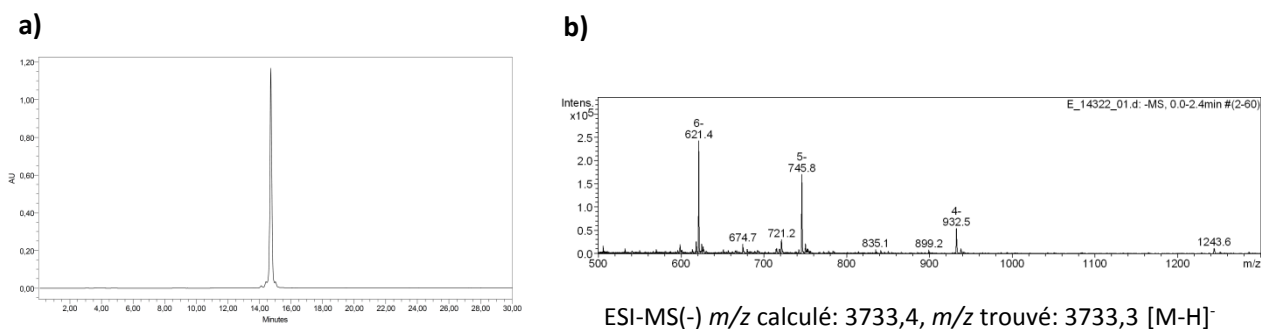 a)
1,20
1,00
0,80
AU
0,60
0,40
0,20
0,00
2,00 4,00 6,00 8,00 10,00 12,00 14,00 16,00 18,00 20,00 22,00 24,00 26,00 28,00 30,00
Minutes
b)
Intens.
x10⁵
E_14322_01.d: -MS, 0.0-2.4min #(2-60)
6-
621.4
2.5
2.0
5-
745.8
1.5
1.0
4-
932.5
0.5
674.7 721.2 835.1 899.2 1243.6
0.0
500 600 700 800 900 1000 1100 1200 m/z
ESI-MS(-) m/z calculé: 3733,4, m/z trouvé: 3733,3 [M-H]⁻